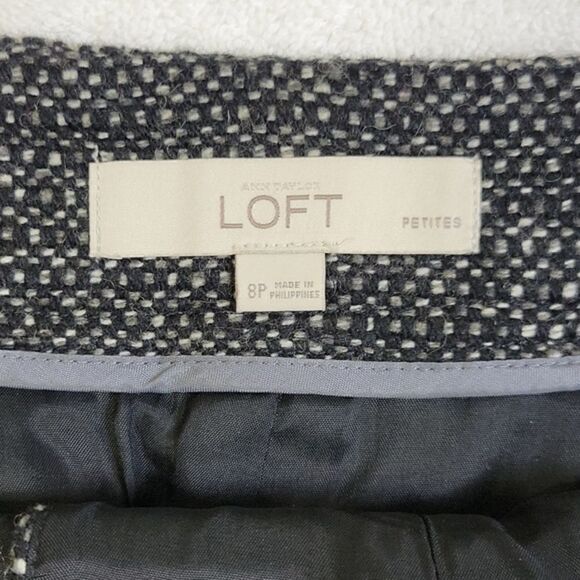 ANN TAYLOR
LOFT
PETITES
8P MADE IN
PHILIPPINES